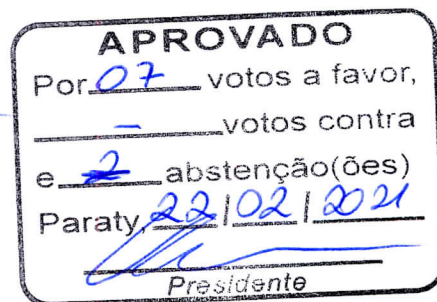 APROVADO
Por 07 votos a favor,
- votos contra
e 2 abstenção(ões)
Paraty, 22/02/2021
Presidente